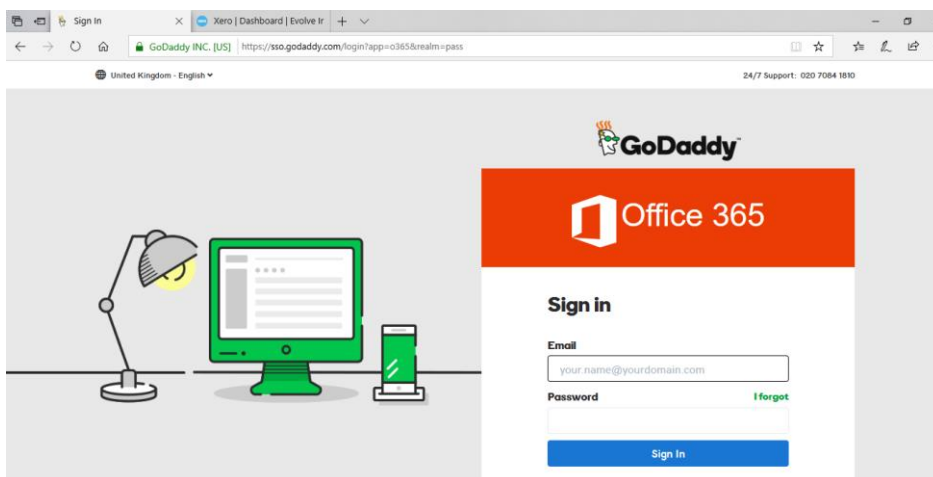 Sign In
Xero | Dashboard | Evolve Ir
GoDaddy INC. [US] https://sso.godaddy.com/login?app=o365&realm=pass
United Kingdom - English
24/7 Support: 020 7084 1810
GoDaddy™
Office 365
Sign in
Email
your.name@yourdomain.com
Password I forgot
Sign In